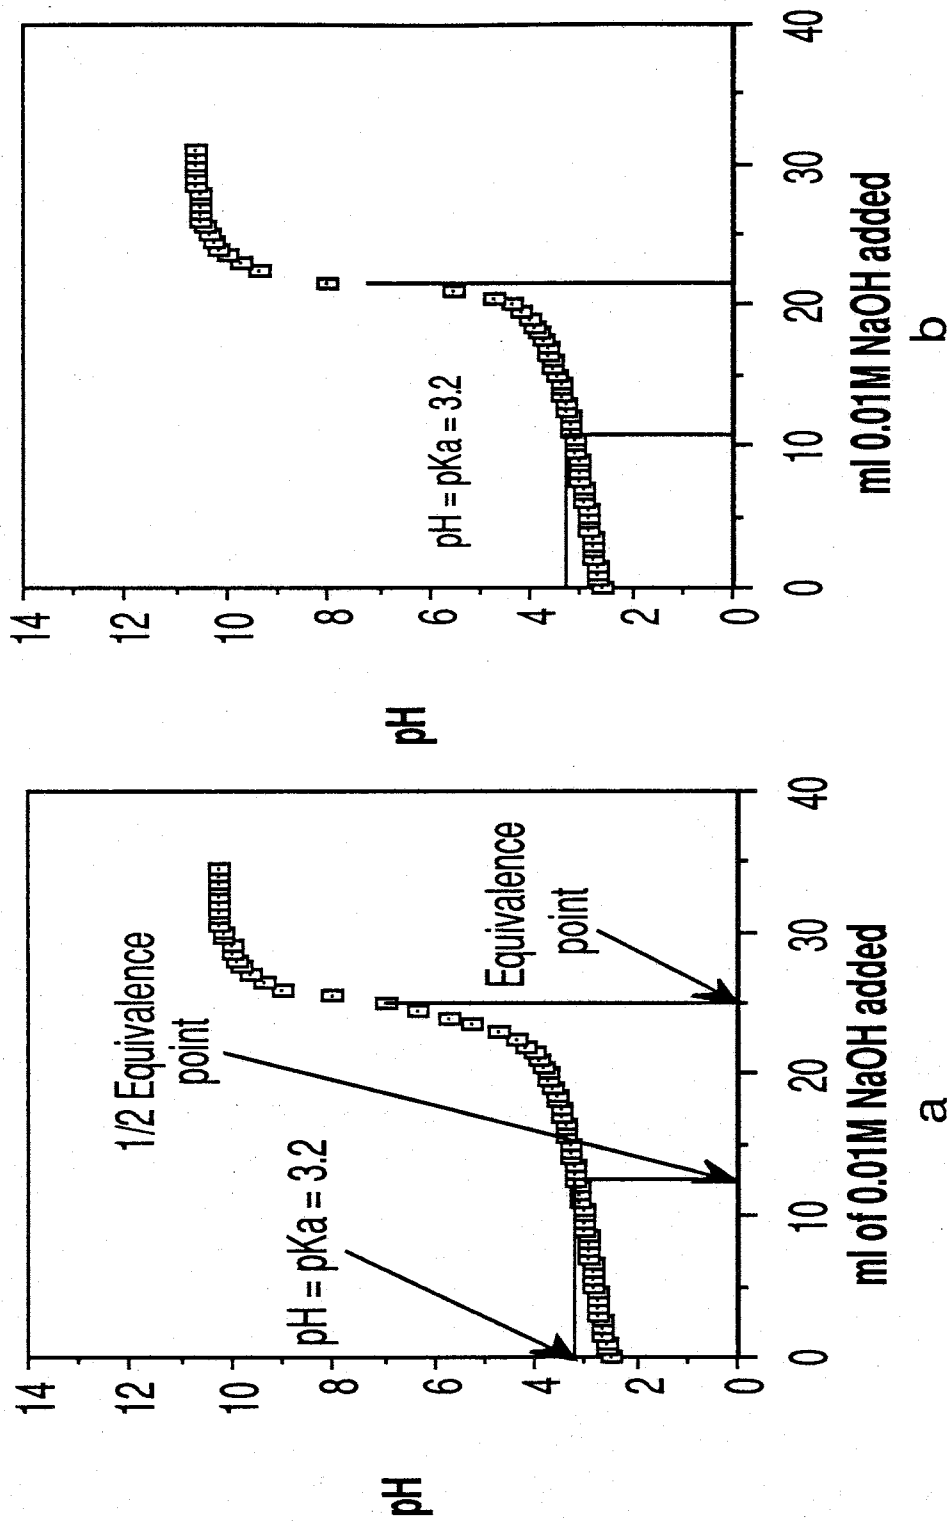 14
12
10
8
6
4
2
0
pH
1/2 Equivalence
point
pH = pKa = 3.2
Equivalence
point
0
10
20
30
40
ml of 0.01M NaOH added
a
14
12
10
8
6
4
2
0
pH
pH = pKa = 3.2
0
10
20
30
40
ml 0.01M NaOH added
b